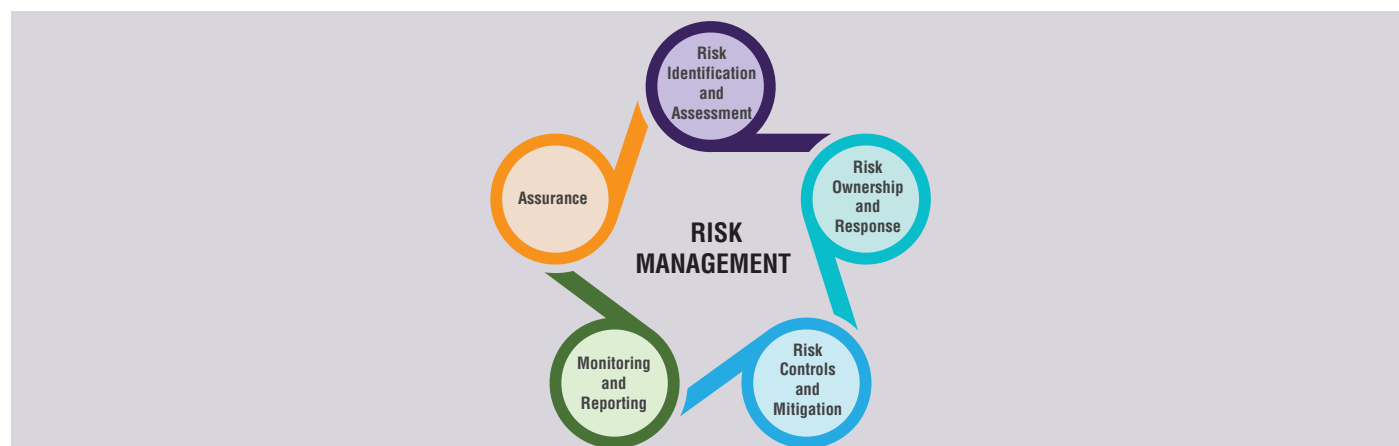 Risk
Identification
and
Assessment
Risk
Ownership
and
Response
Risk
Controls
and
Mitigation
Monitoring
and
Reporting
Assurance
RISK
MANAGEMENT